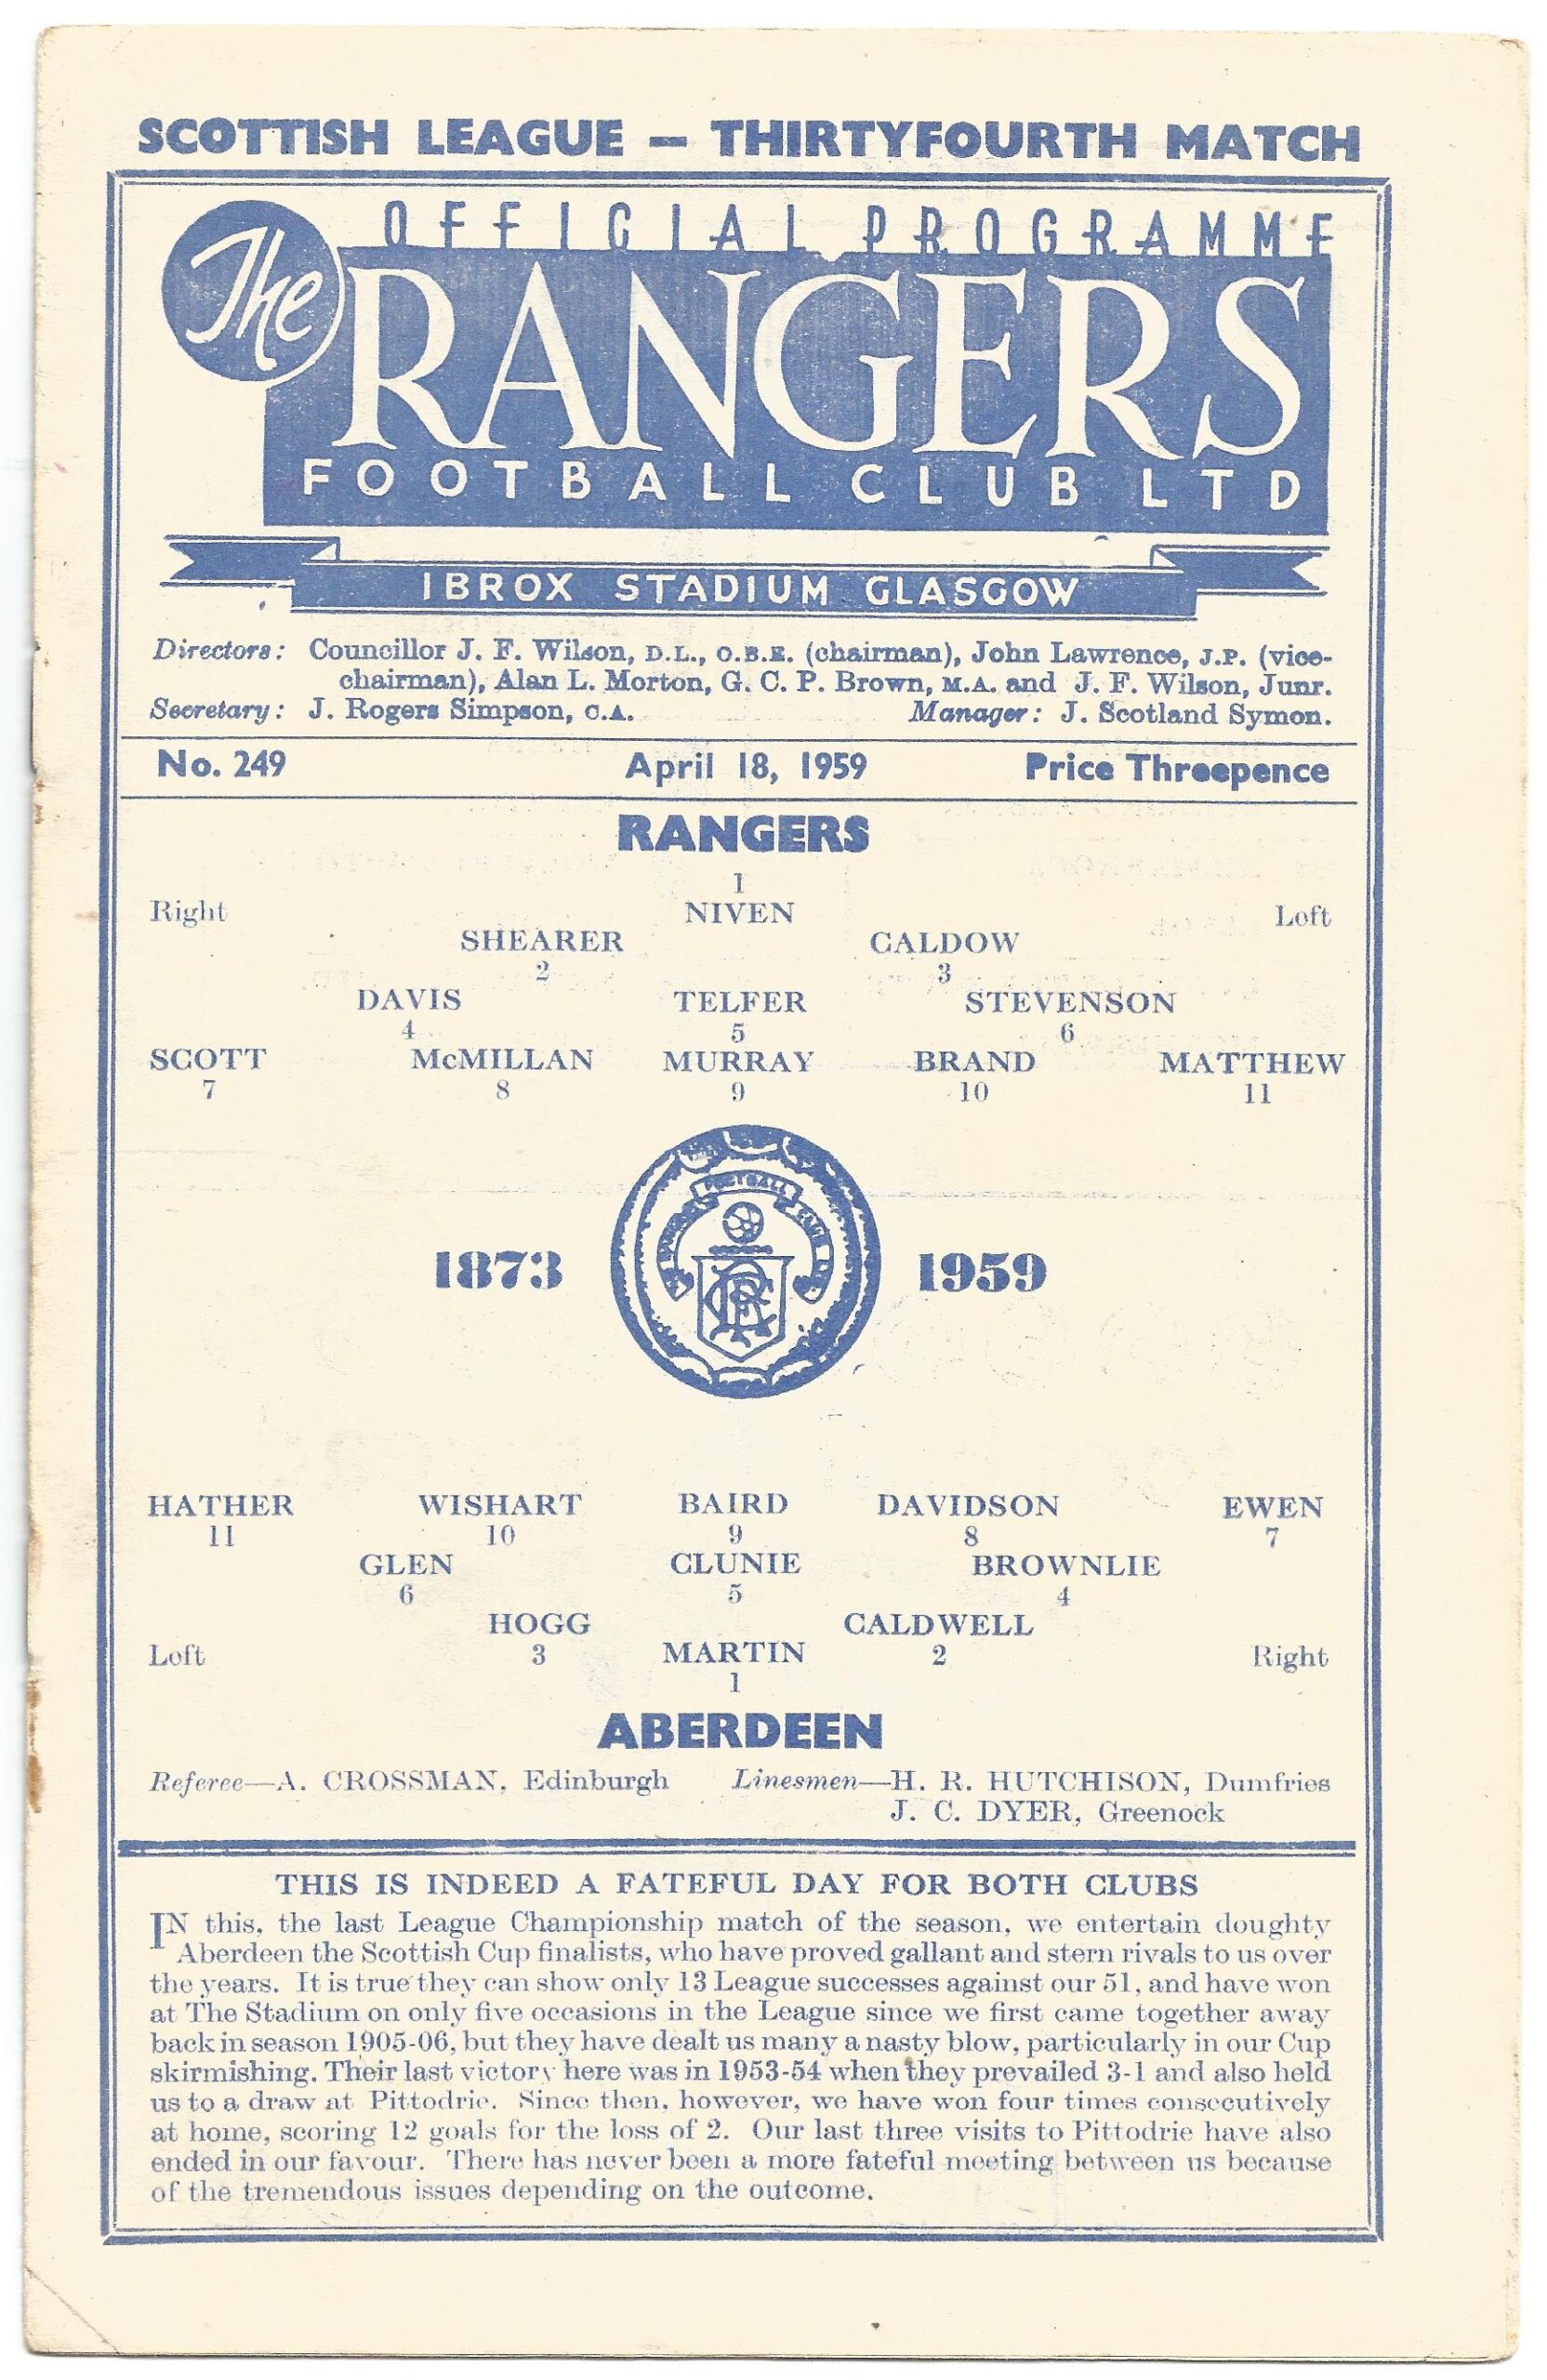 SCOTTISH LEAGUE — THIRTYFOURTH MATCH
OFFICIAL PROGRAMME
The RANGERS
FOOTBALL CLUB LTD
IBROX STADIUM GLASGOW
Directors: Councillor J. F. Wilson, D.L., O.B.E. (chairman), John Lawrence, J.P. (vice-
chairman), Alan L. Morton, G. C. P. Brown, M.A. and J. F. Wilson, Junr.
Secretary: J. Rogers Simpson, C.A. Manager: J. Scotland Symon.
No. 249 April 18, 1959 Price Threepence
RANGERS
1
Right NIVEN Left
SHEARER CALDOW
2 3
DAVIS TELFER STEVENSON
4 5 6
SCOTT McMILLAN MURRAY BRAND MATTHEW
7 8 9 10 11
FOOTBALL
1873 1959
HATHER WISHART BAIRD DAVIDSON EWEN
11 10 9 8 7
GLEN CLUNIE BROWNLIE
6 5 4
HOGG CALDWELL
Left 3 MARTIN 2 Right
1
ABERDEEN
Referee—A. CROSSMAN, Edinburgh Linesmen—H. R. HUTCHISON, Dumfries
J. C. DYER, Greenock
THIS IS INDEED A FATEFUL DAY FOR BOTH CLUBS
IN this, the last League Championship match of the season, we entertain doughty
Aberdeen the Scottish Cup finalists, who have proved gallant and stern rivals to us over
the years. It is true they can show only 13 League successes against our 51, and have won
at The Stadium on only five occasions in the League since we first came together away
back in season 1905-06, but they have dealt us many a nasty blow, particularly in our Cup
skirmishing. Their last victory here was in 1953-54 when they prevailed 3-1 and also held
us to a draw at Pittodrie. Since then, however, we have won four times consecutively
at home, scoring 12 goals for the loss of 2. Our last three visits to Pittodrie have also
ended in our favour. There has never been a more fateful meeting between us because
of the tremendous issues depending on the outcome.